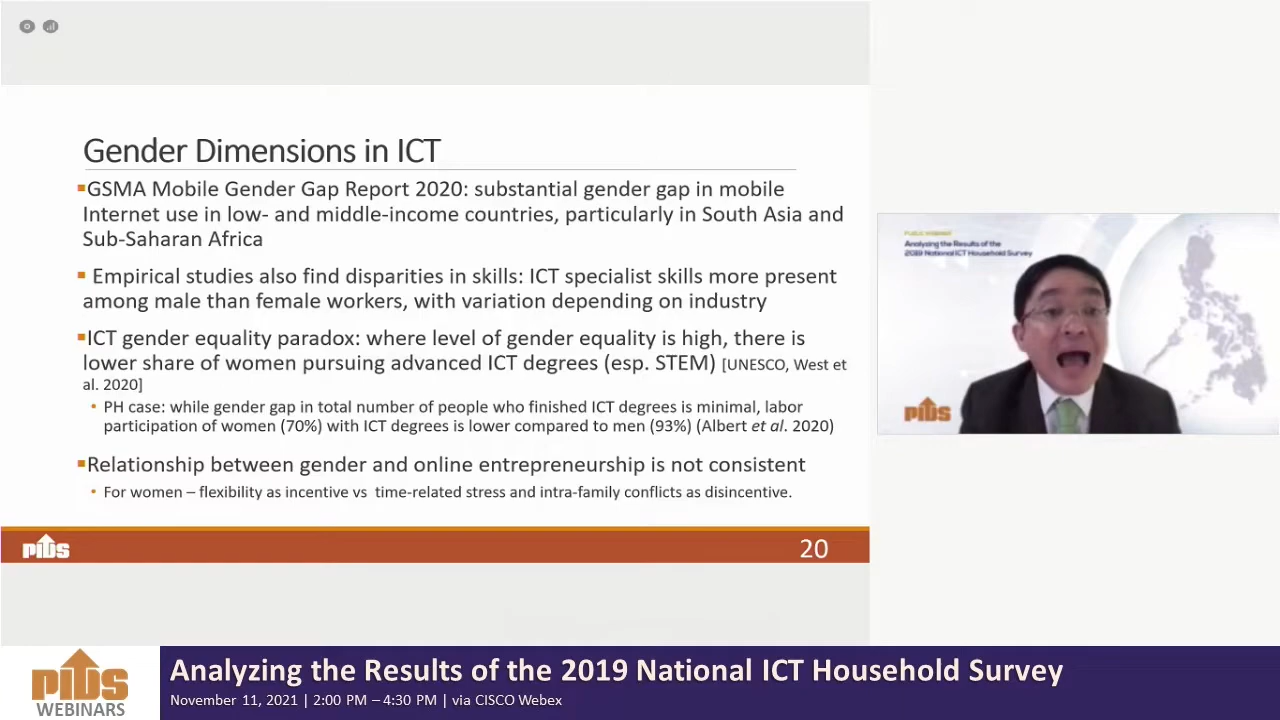 Gender Dimensions in ICT
GSMA Mobile Gender Gap Report 2020: substantial gender gap in mobile
Internet use in low- and middle-income countries, particularly in South Asia and
Sub-Saharan Africa
Empirical studies also find disparities in skills: ICT specialist skills more present
among male than female workers, with variation depending on industry
ICT gender equality paradox: where level of gender equality is high, there is
lower share of women pursuing advanced ICT degrees (esp. STEM) [UNESCO, West et
al. 2020]
• PH case: while gender gap in total number of people who finished ICT degrees is minimal, labor
participation of women (70%) with ICT degrees is lower compared to men (93%) (Albert et al. 2020)
Relationship between gender and online entrepreneurship is not consistent
• For women – flexibility as incentive vs time-related stress and intra-family conflicts as disincentive.
PIDS
20
PUBLIC WEBINAR
Analyzing the Results of the
2019 National ICT Household Survey
PIDS
PIDS
WEBINARS
Analyzing the Results of the 2019 National ICT Household Survey
November 11, 2021 | 2:00 PM – 4:30 PM | via CISCO Webex